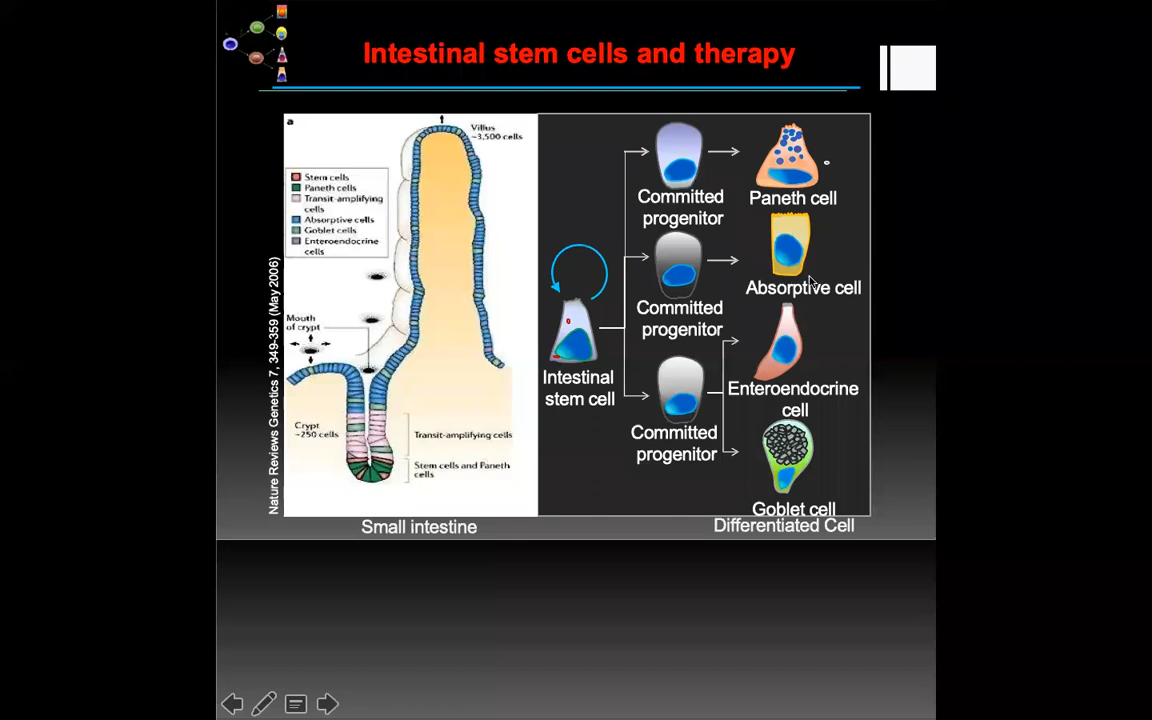 Intestinal stem cells and therapy
a
Villus
~3,500 cells
Stem cells
Paneth cells
Transit-amplifying
cells
Absorptive cells
Goblet cells
Enteroendocrine
cells
Mouth
of crypt
Crypt
~250 cells
Transit-amplifying cells
Stem cells and Paneth
cells
Nature Reviews Genetics 7, 349-359 (May 2006)
Small intestine
Intestinal
stem cell
Committed
progenitor
Committed
progenitor
Committed
progenitor
Paneth cell
Absorptive cell
Enteroendocrine
cell
Goblet cell
Differentiated Cell